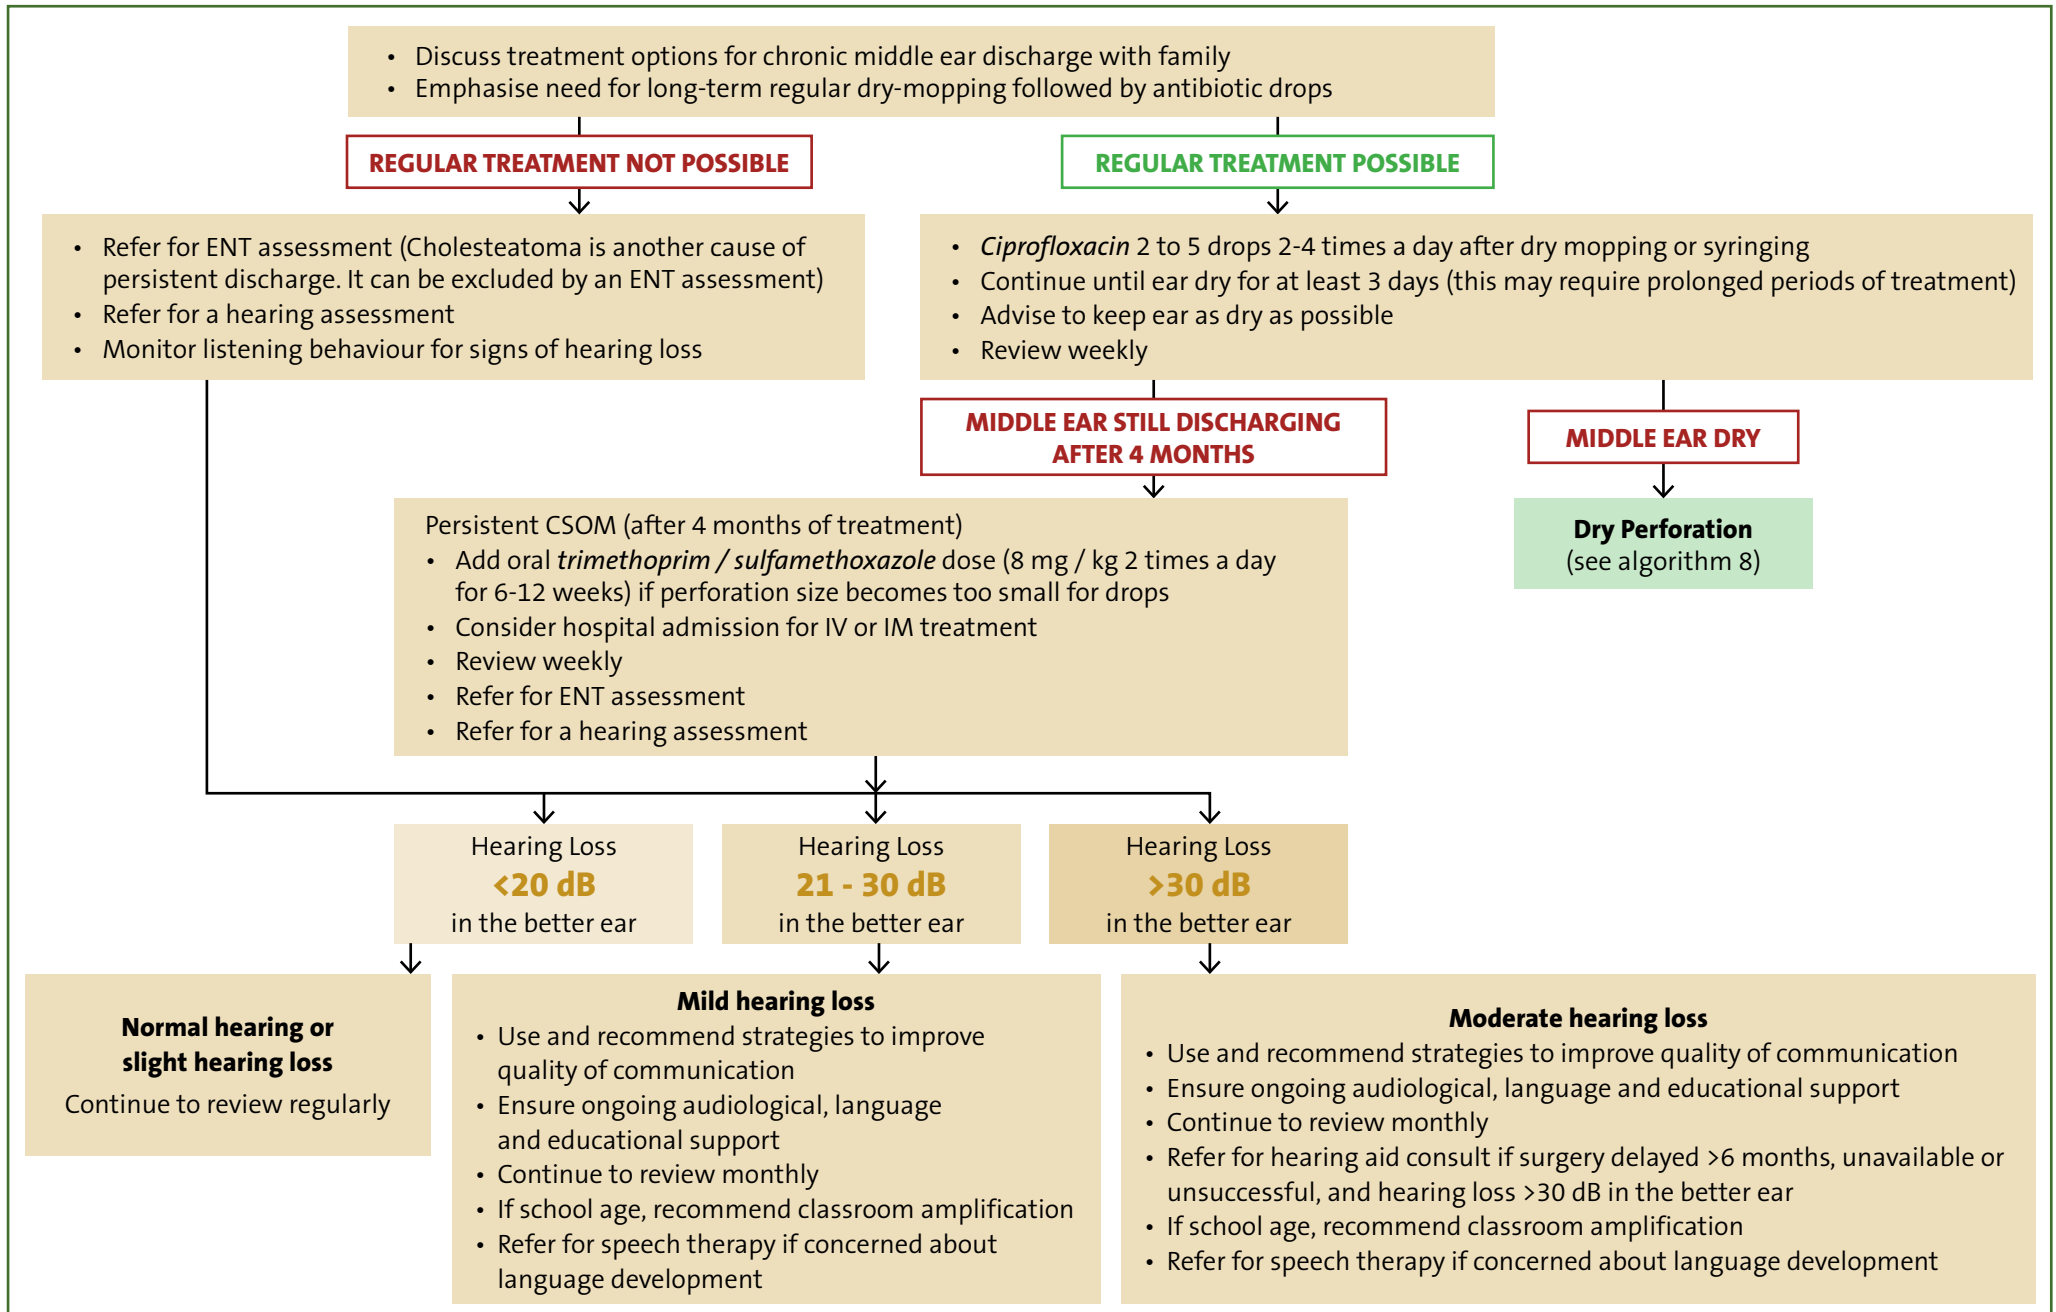 • Discuss treatment options for chronic middle ear discharge with family
• Emphasise need for long-term regular dry-mopping followed by antibiotic drops
REGULAR TREATMENT NOT POSSIBLE
REGULAR TREATMENT POSSIBLE
• Refer for ENT assessment (Cholesteatoma is another cause of
persistent discharge. It can be excluded by an ENT assessment)
• Refer for a hearing assessment
• Monitor listening behaviour for signs of hearing loss
• Ciprofloxacin 2 to 5 drops 2-4 times a day after dry mopping or syringing
• Continue until ear dry for at least 3 days (this may require prolonged periods of treatment)
• Advise to keep ear as dry as possible
• Review weekly
MIDDLE EAR STILL DISCHARGING
AFTER 4 MONTHS
MIDDLE EAR DRY
Persistent CSOM (after 4 months of treatment)
• Add oral trimethoprim / sulfamethoxazole dose (8 mg / kg 2 times a day
for 6-12 weeks) if perforation size becomes too small for drops
• Consider hospital admission for IV or IM treatment
• Review weekly
• Refer for ENT assessment
• Refer for a hearing assessment
Dry Perforation
(see algorithm 8)
Hearing Loss
<20 dB
in the better ear
Hearing Loss
21 - 30 dB
in the better ear
Hearing Loss
>30 dB
in the better ear
Normal hearing or
slight hearing loss
Continue to review regularly
Mild hearing loss
• Use and recommend strategies to improve
quality of communication
• Ensure ongoing audiological, language
and educational support
• Continue to review monthly
• If school age, recommend classroom amplification
• Refer for speech therapy if concerned about
language development
Moderate hearing loss
• Use and recommend strategies to improve quality of communication
• Ensure ongoing audiological, language and educational support
• Continue to review monthly
• Refer for hearing aid consult if surgery delayed >6 months, unavailable or
unsuccessful, and hearing loss >30 dB in the better ear
• If school age, recommend classroom amplification
• Refer for speech therapy if concerned about language development